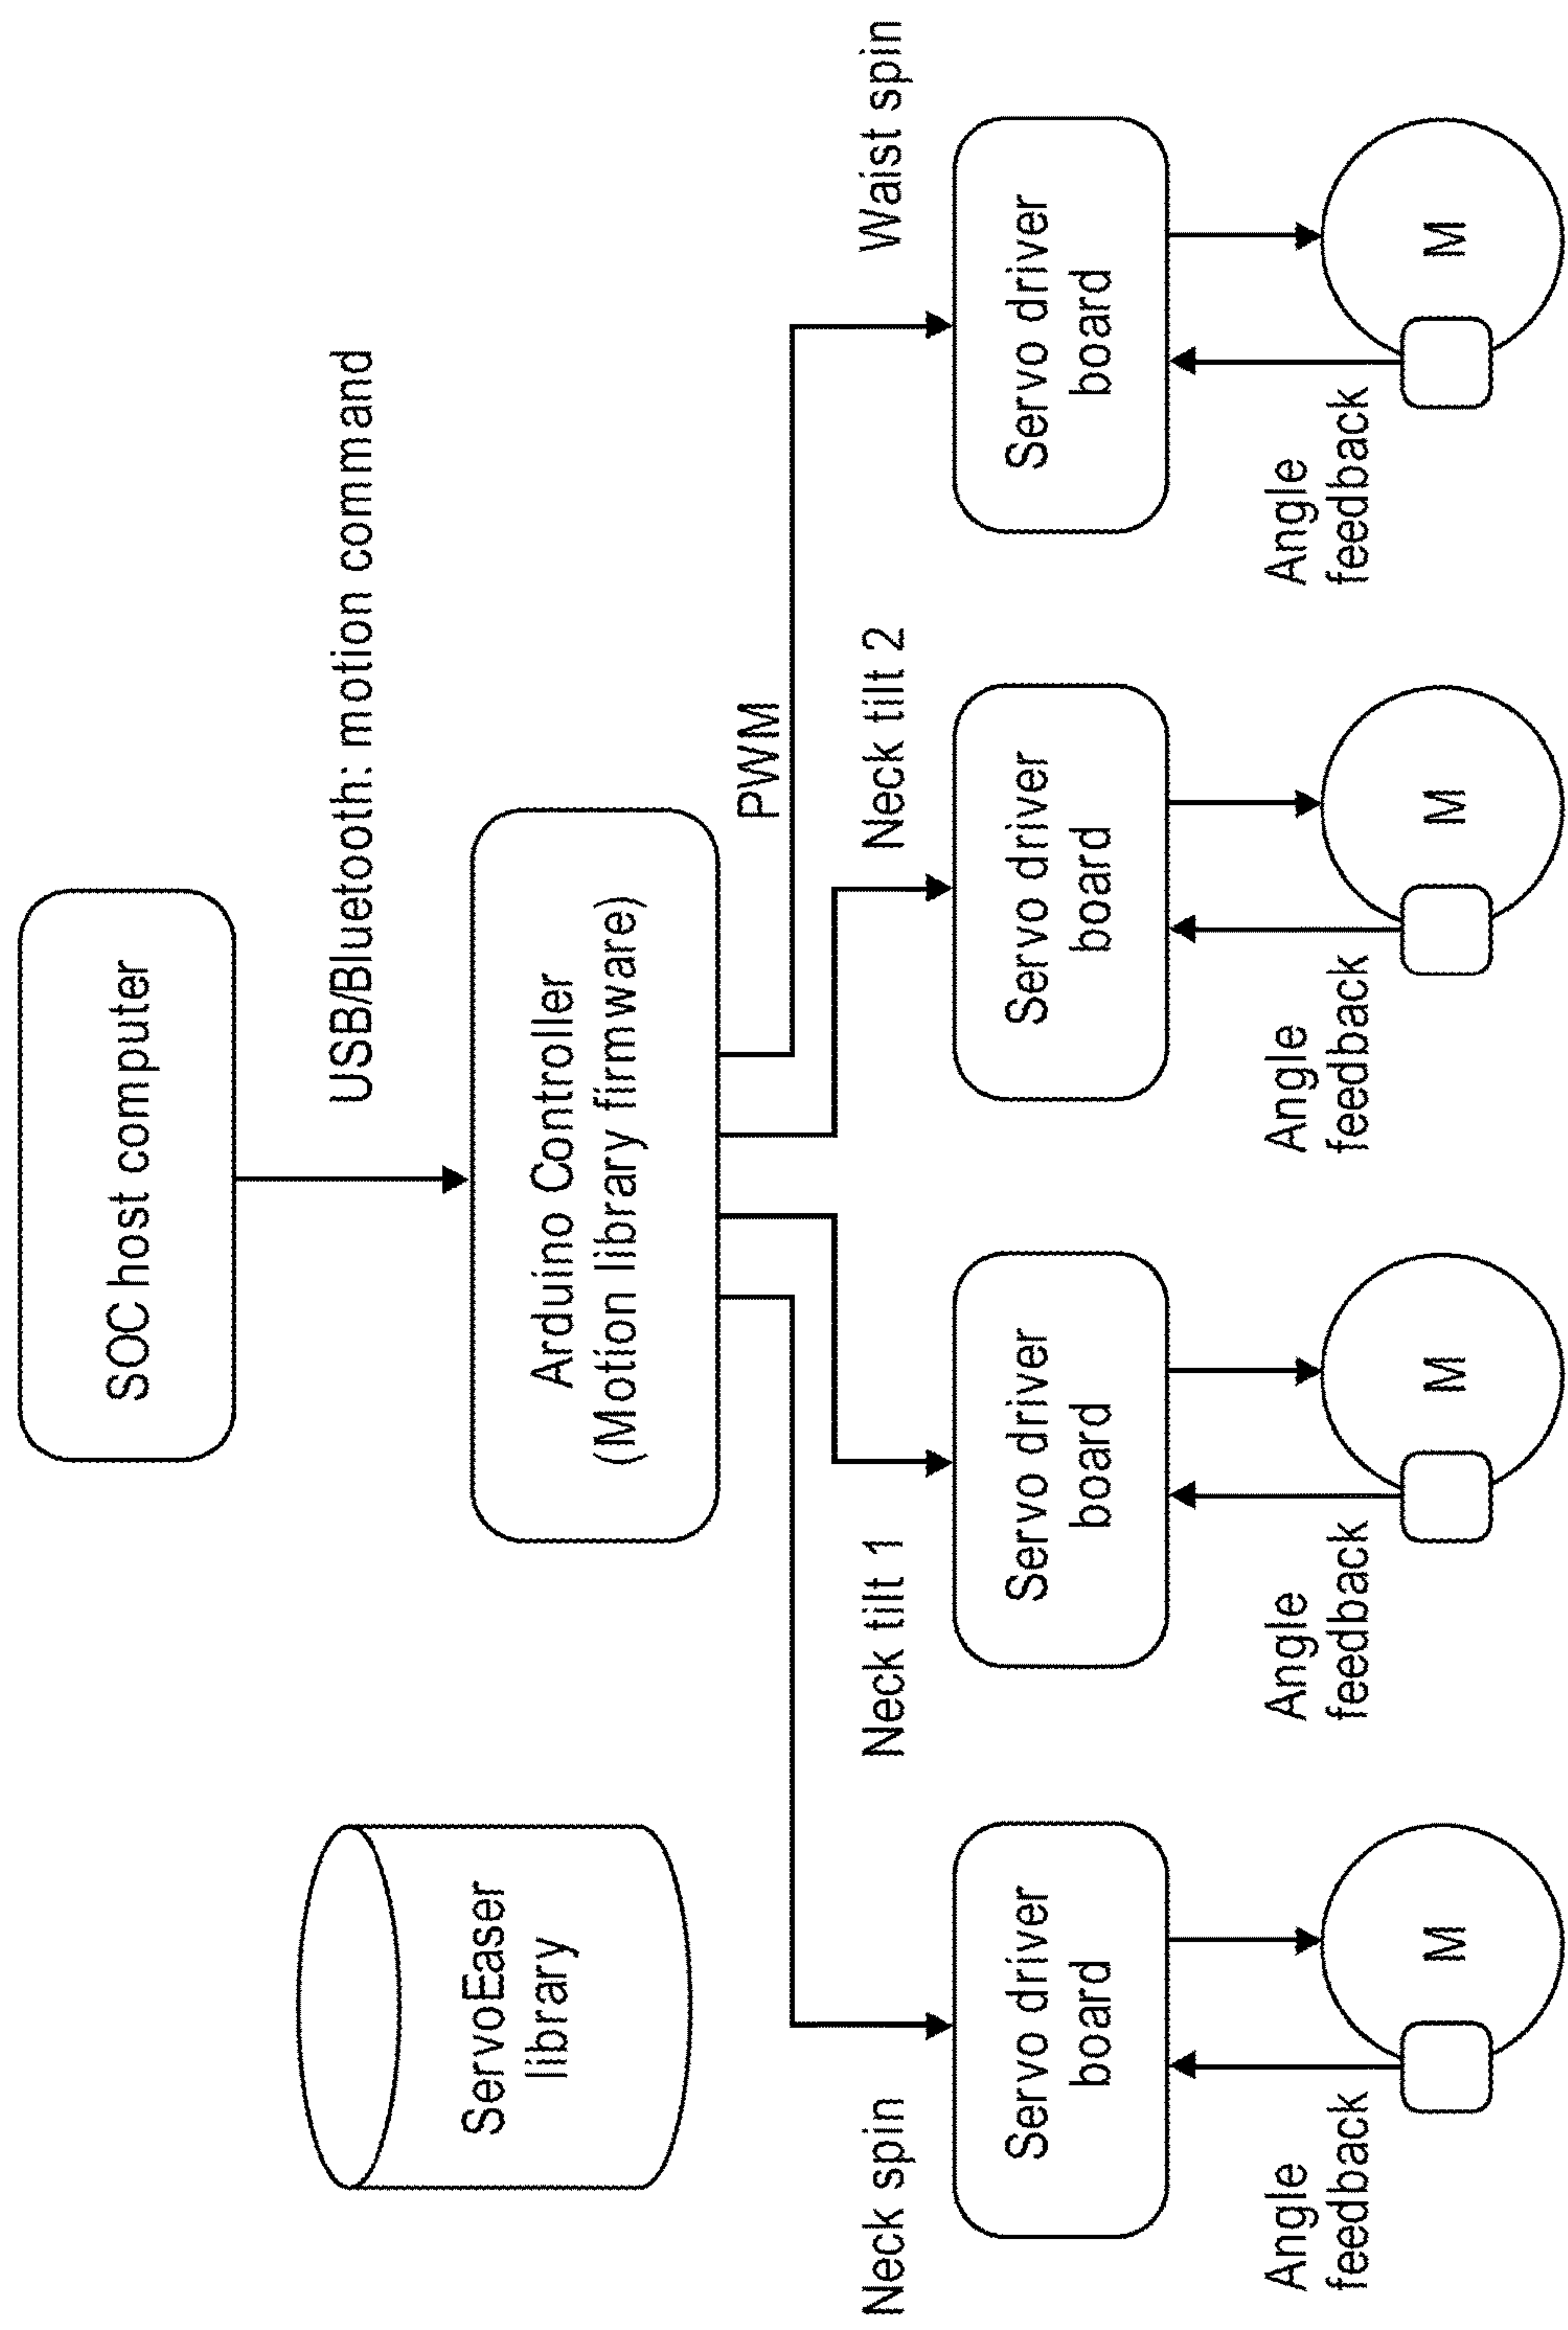 SOC host computer
USB/Bluetooth: motion command
ServoEaser
library
Arduino Controller
(Motion library firmware)
PWM
Neck spin
Neck tilt 1
Neck tilt 2
Waist spin
Servo driver
board
Servo driver
board
Servo driver
board
Servo driver
board
Angle
feedback
Angle
feedback
Angle
feedback
Angle
feedback
M
M
M
M